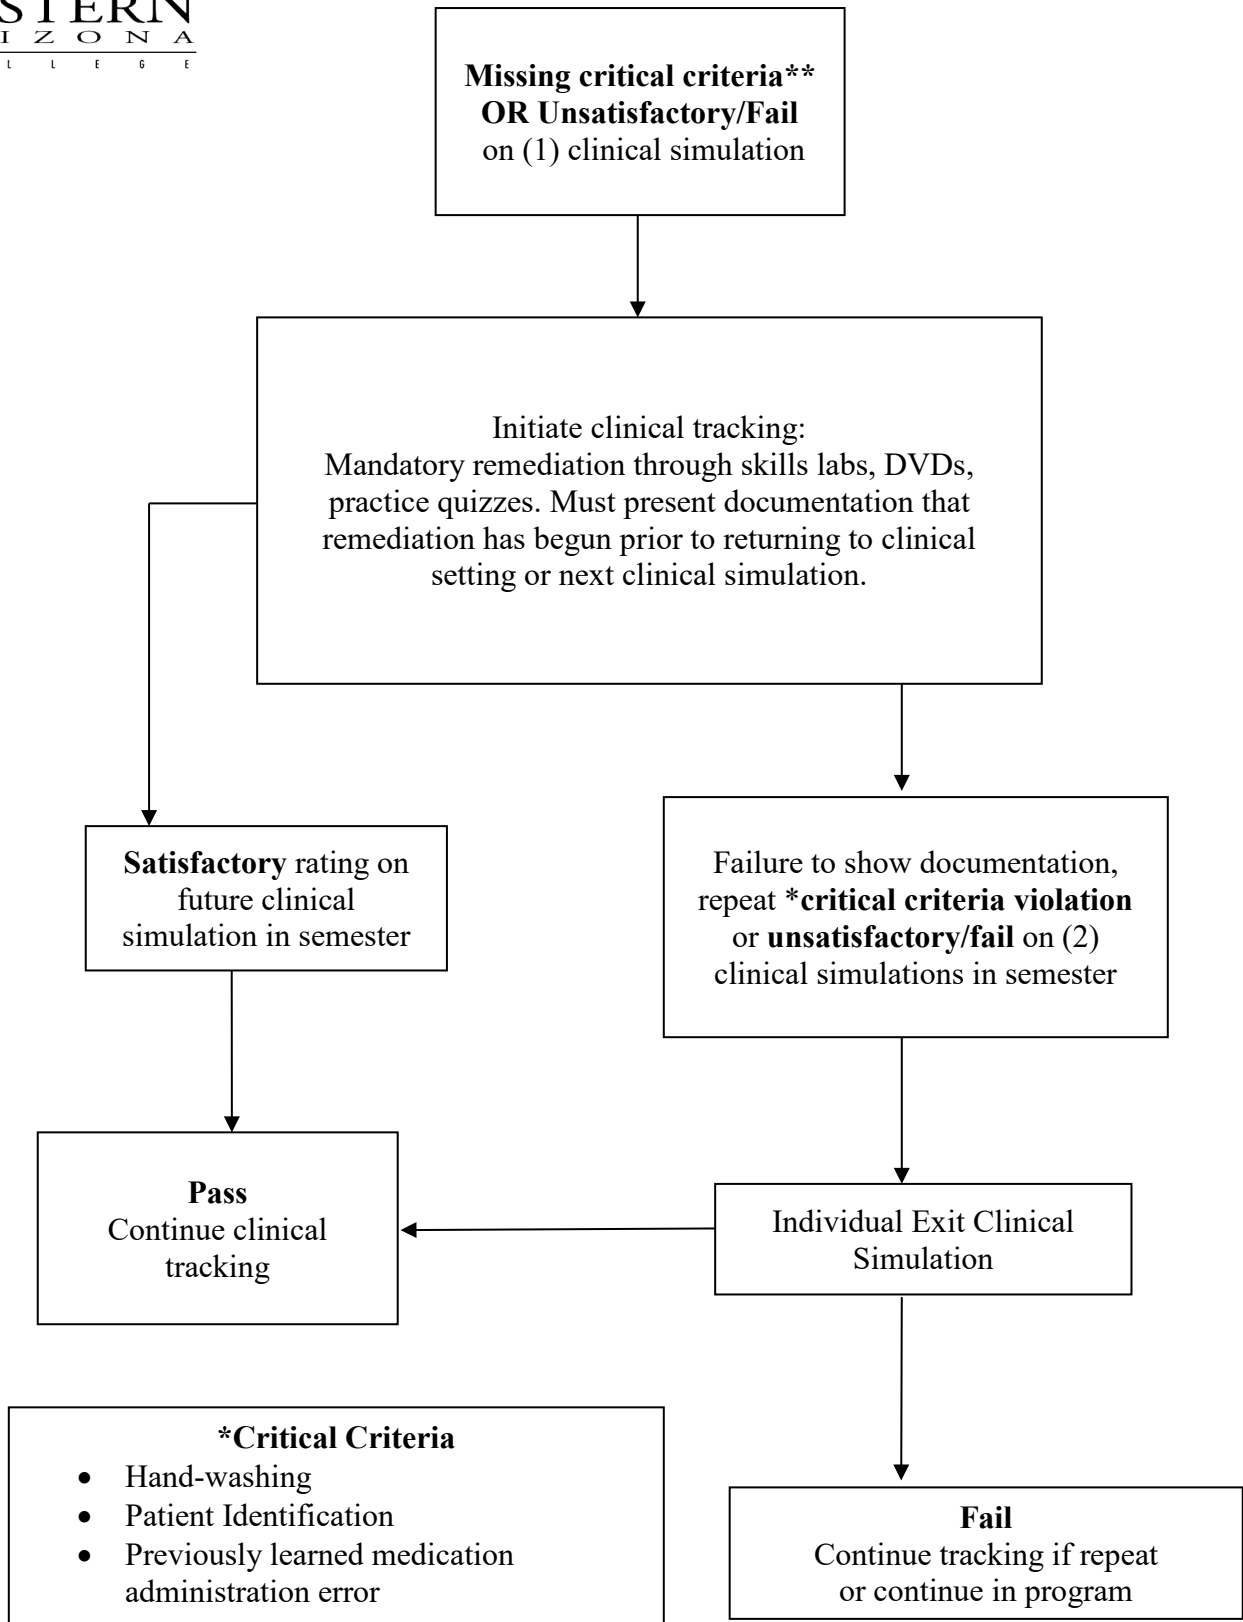 STERN
I Z O N A
L L E G E
Missing critical criteria**
OR Unsatisfactory/Fail
on (1) clinical simulation
Initiate clinical tracking:
Mandatory remediation through skills labs, DVDs,
practice quizzes. Must present documentation that
remediation has begun prior to returning to clinical
setting or next clinical simulation.
Satisfactory rating on
future clinical
simulation in semester
Failure to show documentation,
repeat *critical criteria violation
or unsatisfactory/fail on (2)
clinical simulations in semester
Pass
Continue clinical
tracking
Individual Exit Clinical
Simulation
*Critical Criteria
• Hand-washing
• Patient Identification
• Previously learned medication
administration error
Fail
Continue tracking if repeat
or continue in program